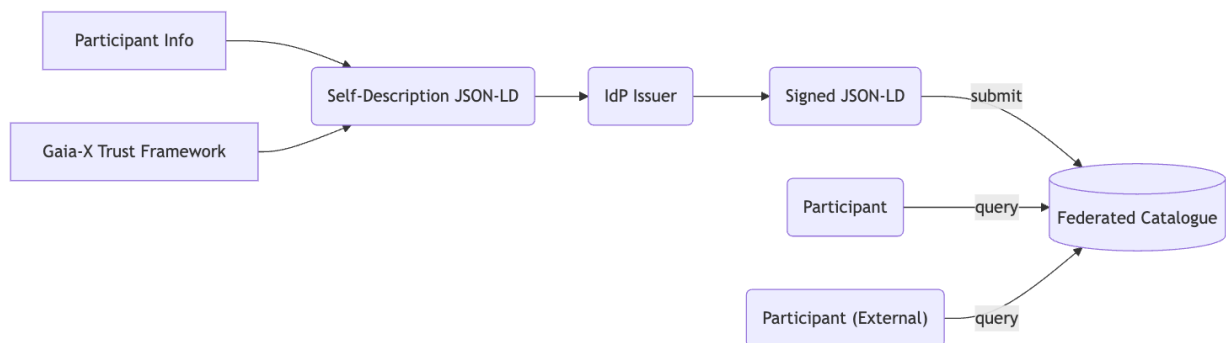 Participant Info
Gaia-X Trust Framework
Self-Description JSON-LD
IdP Issuer
Signed JSON-LD
submit
Participant
query
Federated Catalogue
Participant (External)
query